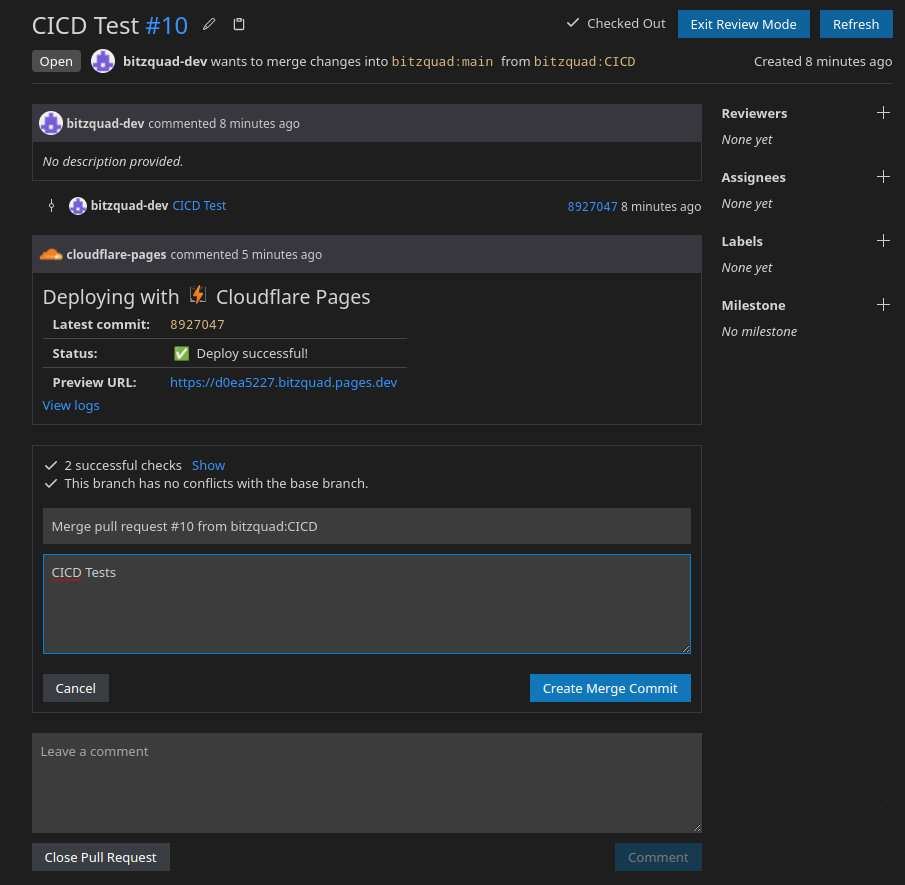 CICD Test #10
Checked Out
Exit Review Mode
Refresh
Open
bitzquad-dev wants to merge changes into bitzquad:main from bitzquad:CICD
Created 8 minutes ago
bitzquad-dev commented 8 minutes ago
No description provided.
bitzquad-dev CICD Test
8927047 8 minutes ago
cloudflare-pages commented 5 minutes ago
Deploying with ⚡ Cloudflare Pages
Latest commit: 8927047
Status: ✅ Deploy successful!
Preview URL: https://d0ea5227.bitzquad.pages.dev
View logs
2 successful checks Show
This branch has no conflicts with the base branch.
Merge pull request #10 from bitzquad:CICD
CICD Tests
Cancel
Create Merge Commit
Leave a comment
Close Pull Request
Comment
Reviewers
None yet
Assignees
None yet
Labels
None yet
Milestone
No milestone